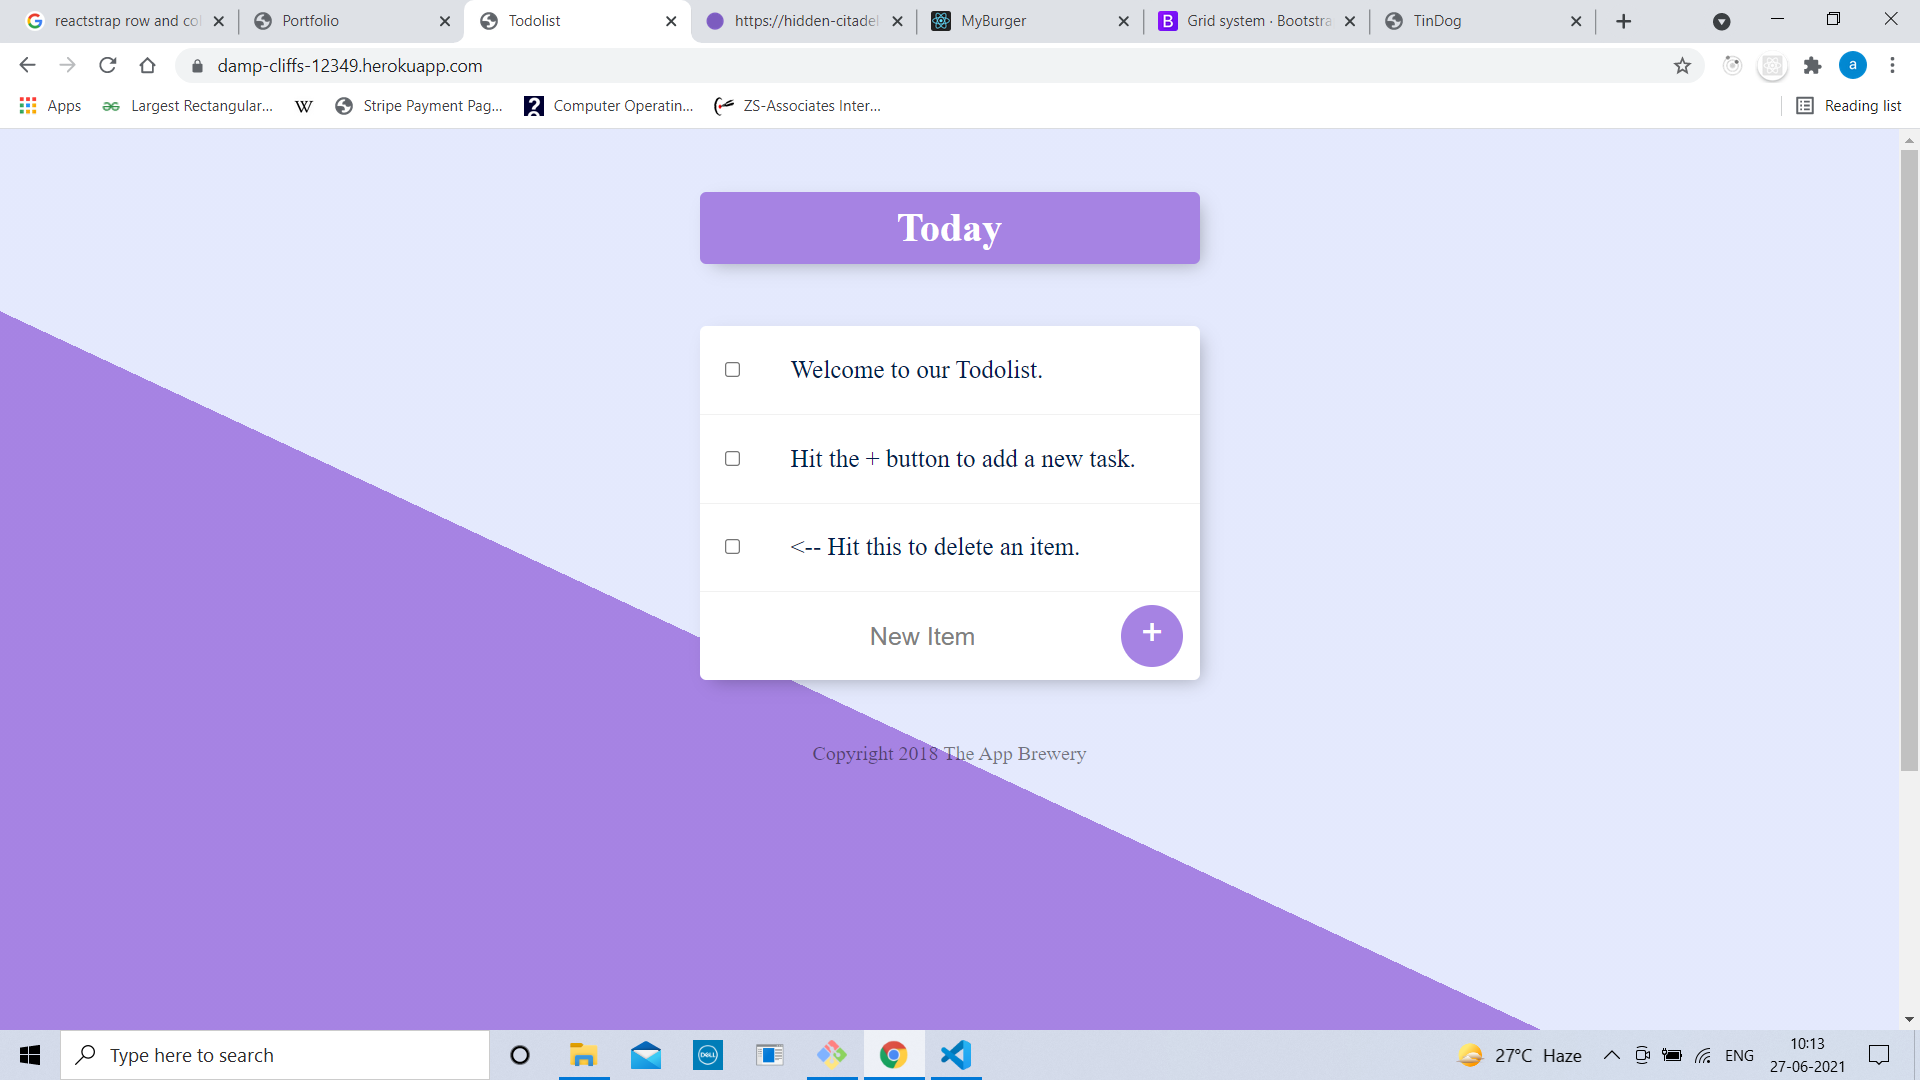 reactstrap row and col
Portfolio
Todolist
https://hidden-citadel
MyBurger
Grid system · Bootstra
TinDog
damp-cliffs-12349.herokuapp.com
a
Apps
Largest Rectangular...
W
Stripe Payment Pag...
Computer Operatin...
ZS-Associates Inter...
Reading list
Today
Welcome to our Todolist.
Hit the + button to add a new task.
<-- Hit this to delete an item.
New Item
+
Copyright 2018 The App Brewery
Type here to search
DELL
27°C Haze
ENG
10:13
27-06-2021